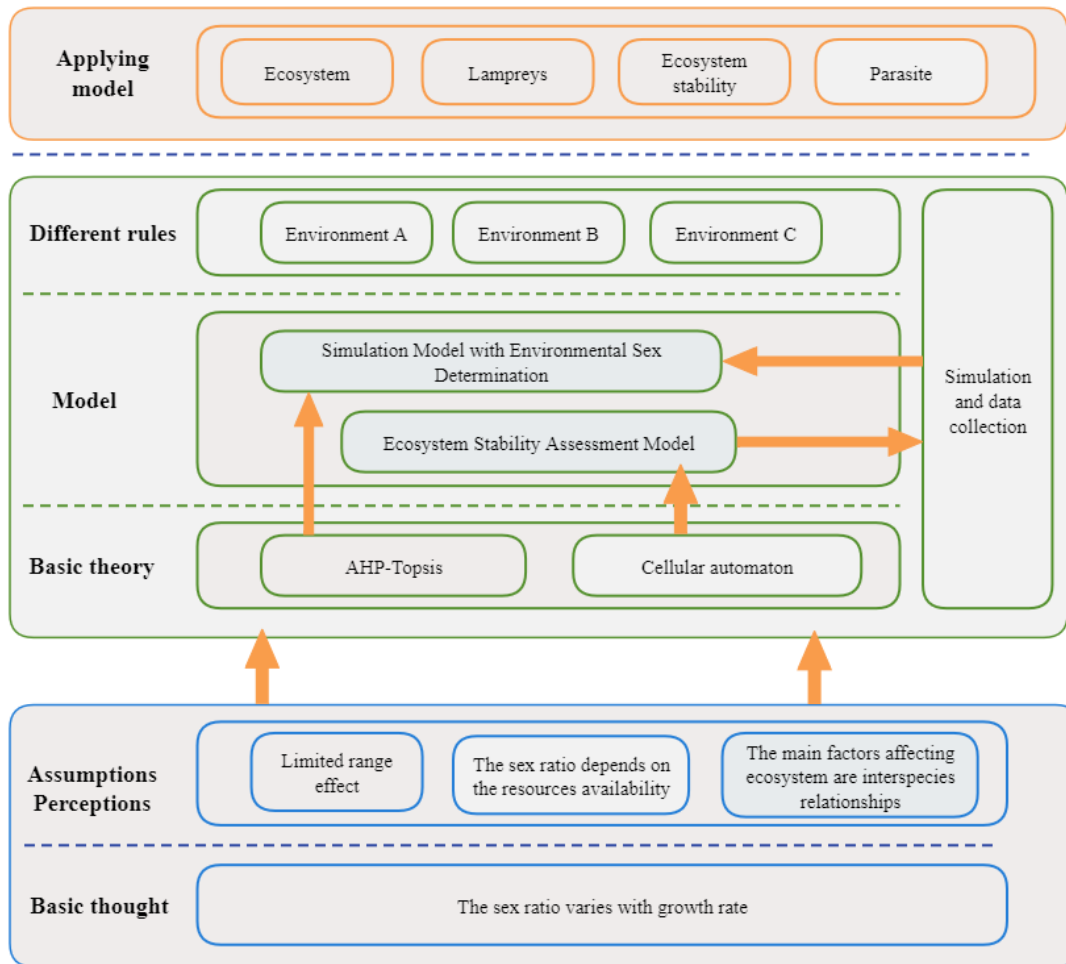 Applying
model
Ecosystem
Lampreys
Ecosystem
stability
Parasite
Different rules
Environment A
Environment B
Environment C
Model
Simulation Model with Environmental Sex
Determination
Ecosystem Stability Assessment Model
Simulation
and data
collection
Basic theory
AHP-Topsis
Cellular automaton
Assumptions
Perceptions
Limited range
effect
The sex ratio depends on
the resources availability
The main factors affecting
ecosystem are interspecies
relationships
Basic thought
The sex ratio varies with growth rate